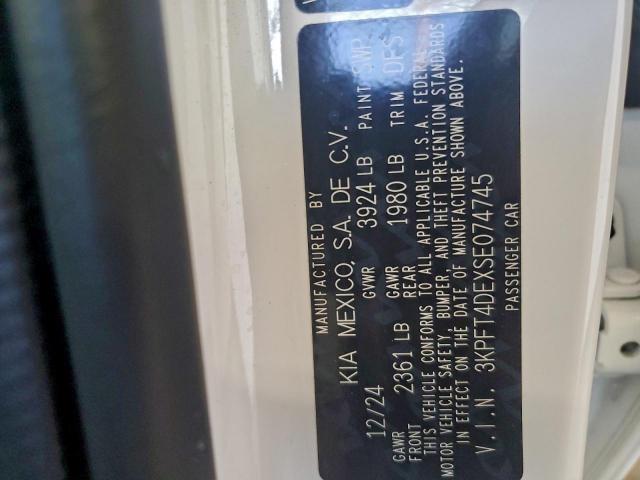 MANUFACTURED BY
KIA MEXICO, S.A. DE C.V.
12/24 GVWR 3924 LB PAINT SWP
GAWR FRONT 2361 LB GAWR REAR 1980 LB TRIM DFS
THIS VEHICLE CONFORMS TO ALL APPLICABLE U.S.A. FEDERAL
MOTOR VEHICLE SAFETY, BUMPER, AND THEFT PREVENTION STANDARDS
IN EFFECT ON THE DATE OF MANUFACTURE SHOWN ABOVE.
V.I.N. 3KPFT4DEXSE074745
PASSENGER CAR